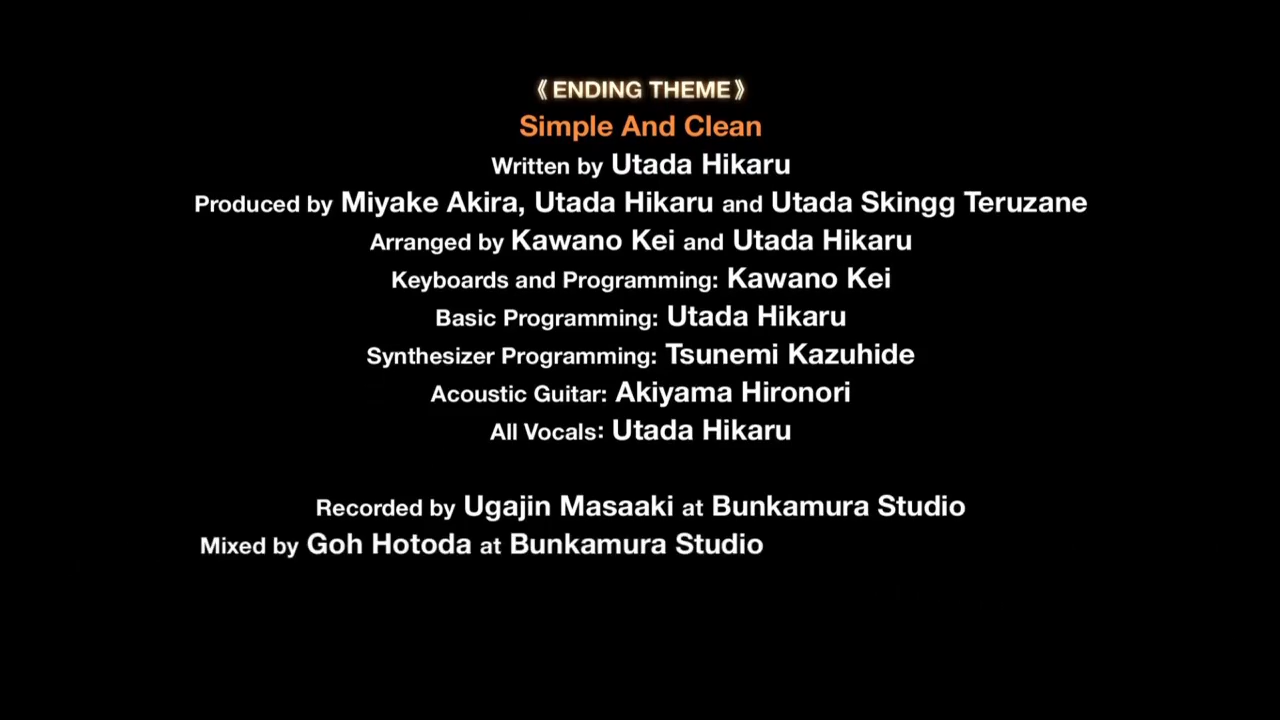 《ENDING THEME》
Simple And Clean
Written by Utada Hikaru
Produced by Miyake Akira, Utada Hikaru and Utada Skingg Teruzane
Arranged by Kawano Kei and Utada Hikaru
Keyboards and Programming: Kawano Kei
Basic Programming: Utada Hikaru
Synthesizer Programming: Tsunemi Kazuhide
Acoustic Guitar: Akiyama Hironori
All Vocals: Utada Hikaru
Recorded by Ugajin Masaaki at Bunkamura Studio
Mixed by Goh Hotoda at Bunkamura Studio